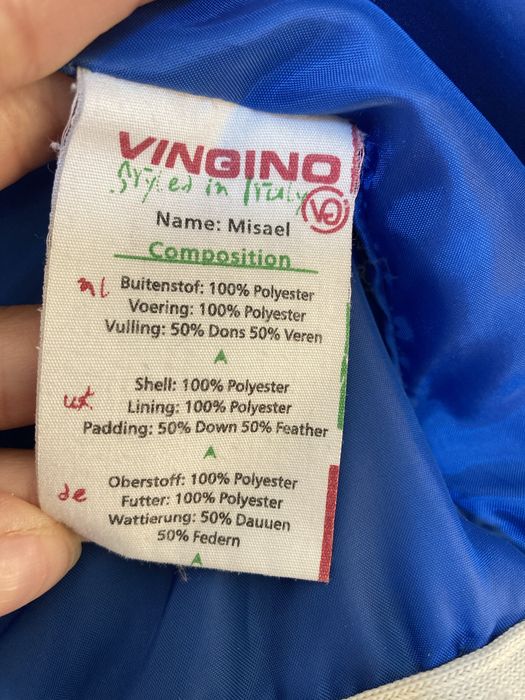 VINGINO
Styled in Italy
VG
Name: Misael
Composition
nl
Buitenstof: 100% Polyester
Voering: 100% Polyester
Vulling: 50% Dons 50% Veren
uk
Shell: 100% Polyester
Lining: 100% Polyester
Padding: 50% Down 50% Feather
de
Oberstoff: 100% Polyester
Futter: 100% Polyester
Wattierung: 50% Dauuen
50% Federn